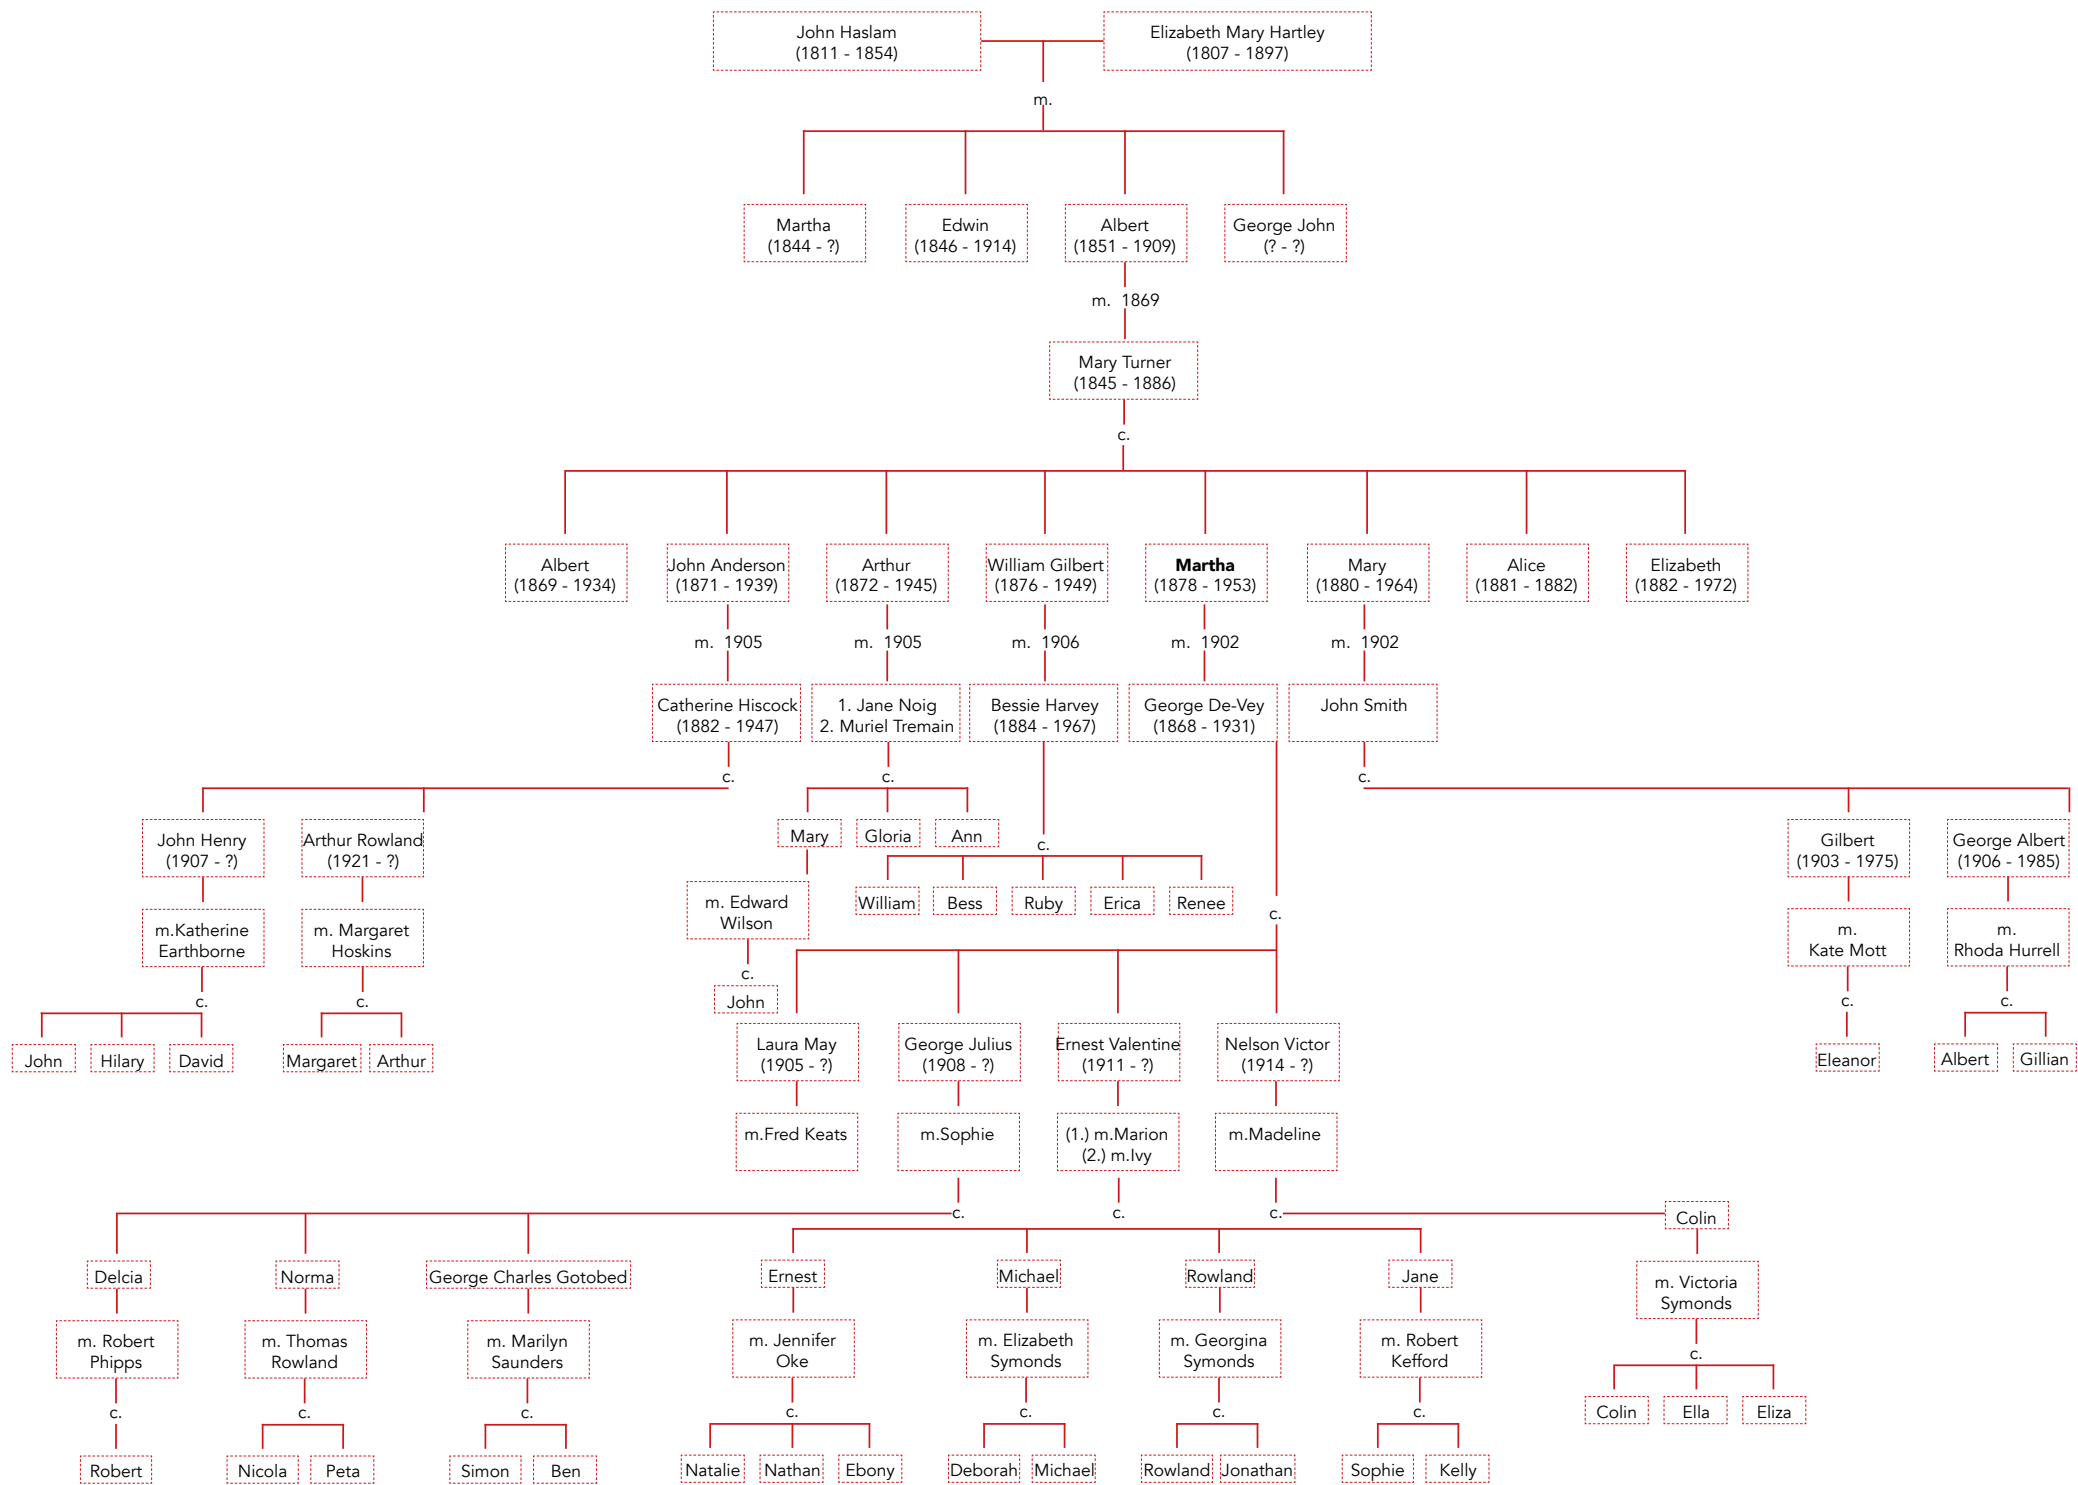 John Haslam
(1811 - 1854)
Elizabeth Mary Hartley
(1807 - 1897)
m.
Martha
(1844 - ?)
Edwin
(1846 - 1914)
Albert
(1851 - 1909)
George John
(? - ?)
m. 1869
Mary Turner
(1845 - 1886)
c.
Albert
(1869 - 1934)
John Anderson
(1871 - 1939)
Arthur
(1872 - 1945)
William Gilbert
(1876 - 1949)
Martha
(1878 - 1953)
Mary
(1880 - 1964)
Alice
(1881 - 1882)
Elizabeth
(1882 - 1972)
m. 1905
m. 1905
m. 1906
m. 1902
m. 1902
Catherine Hiscock
(1882 - 1947)
1. Jane Noig
2. Muriel Tremain
Bessie Harvey
(1884 - 1967)
George De-Vey
(1868 - 1931)
John Smith
c.
c.
c.
John Henry
(1907 - ?)
Arthur Rowland
(1921 - ?)
Mary
Gloria
Ann
c.
Gilbert
(1903 - 1975)
George Albert
(1906 - 1985)
m. Edward
Wilson
William
Bess
Ruby
Erica
Renee
c.
m.Katherine
Earthborne
m. Margaret
Hoskins
m.
Kate Mott
m.
Rhoda Hurrell
c.
John
c.
c.
c.
c.
John
Hilary
David
Margaret
Arthur
Laura May
(1905 - ?)
George Julius
(1908 - ?)
Ernest Valentine
(1911 - ?)
Nelson Victor
(1914 - ?)
Eleanor
Albert
Gillian
m.Fred Keats
m.Sophie
(1.) m.Marion
(2.) m.Ivy
m.Madeline
c.
c.
c.
Colin
Delcia
Norma
George Charles Gotobed
Ernest
Michael
Rowland
Jane
m. Victoria
Symonds
m. Robert
Phipps
m. Thomas
Rowland
m. Marilyn
Saunders
m. Jennifer
Oke
m. Elizabeth
Symonds
m. Georgina
Symonds
m. Robert
Kefford
c.
c.
c.
c.
c.
c.
c.
c.
Colin
Ella
Eliza
Robert
Nicola
Peta
Simon
Ben
Natalie
Nathan
Ebony
Deborah
Michael
Rowland
Jonathan
Sophie
Kelly